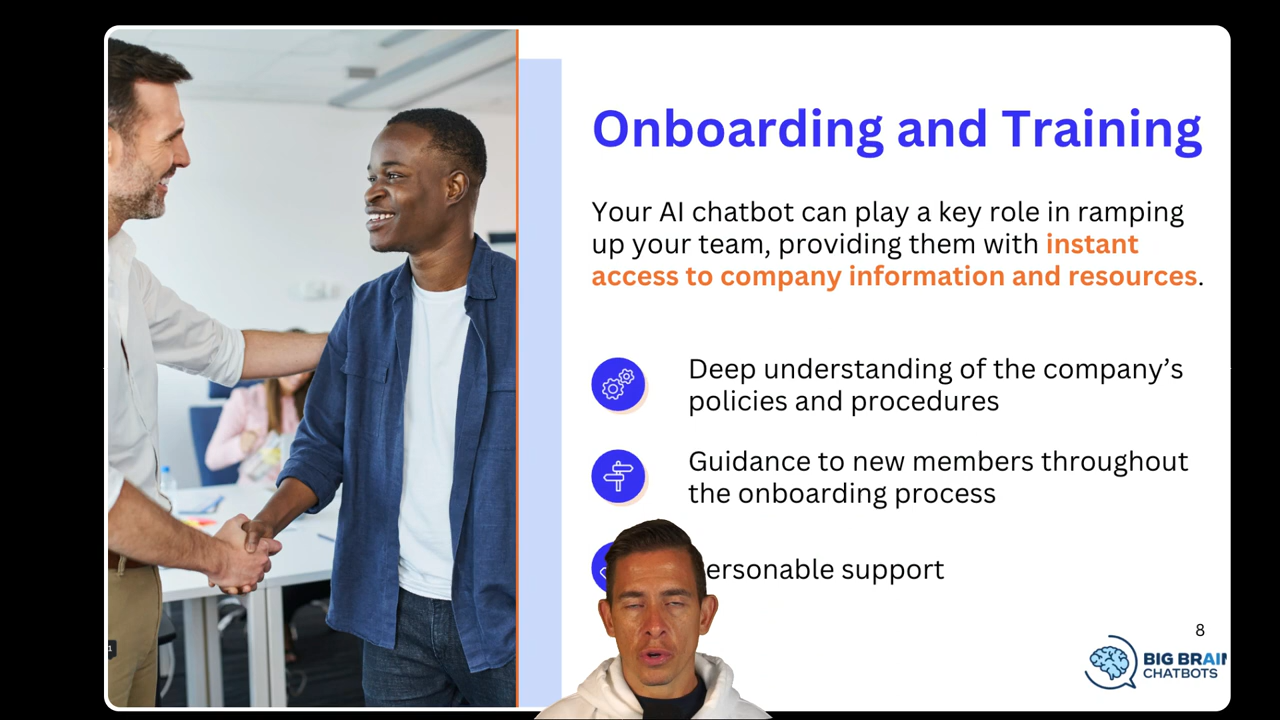 Onboarding and Training
Your AI chatbot can play a key role in ramping
up your team, providing them with instant
access to company information and resources.
Deep understanding of the company’s
policies and procedures
Guidance to new members throughout
the onboarding process
ersonable support
8
BIG BRAIN
CHATBOTS